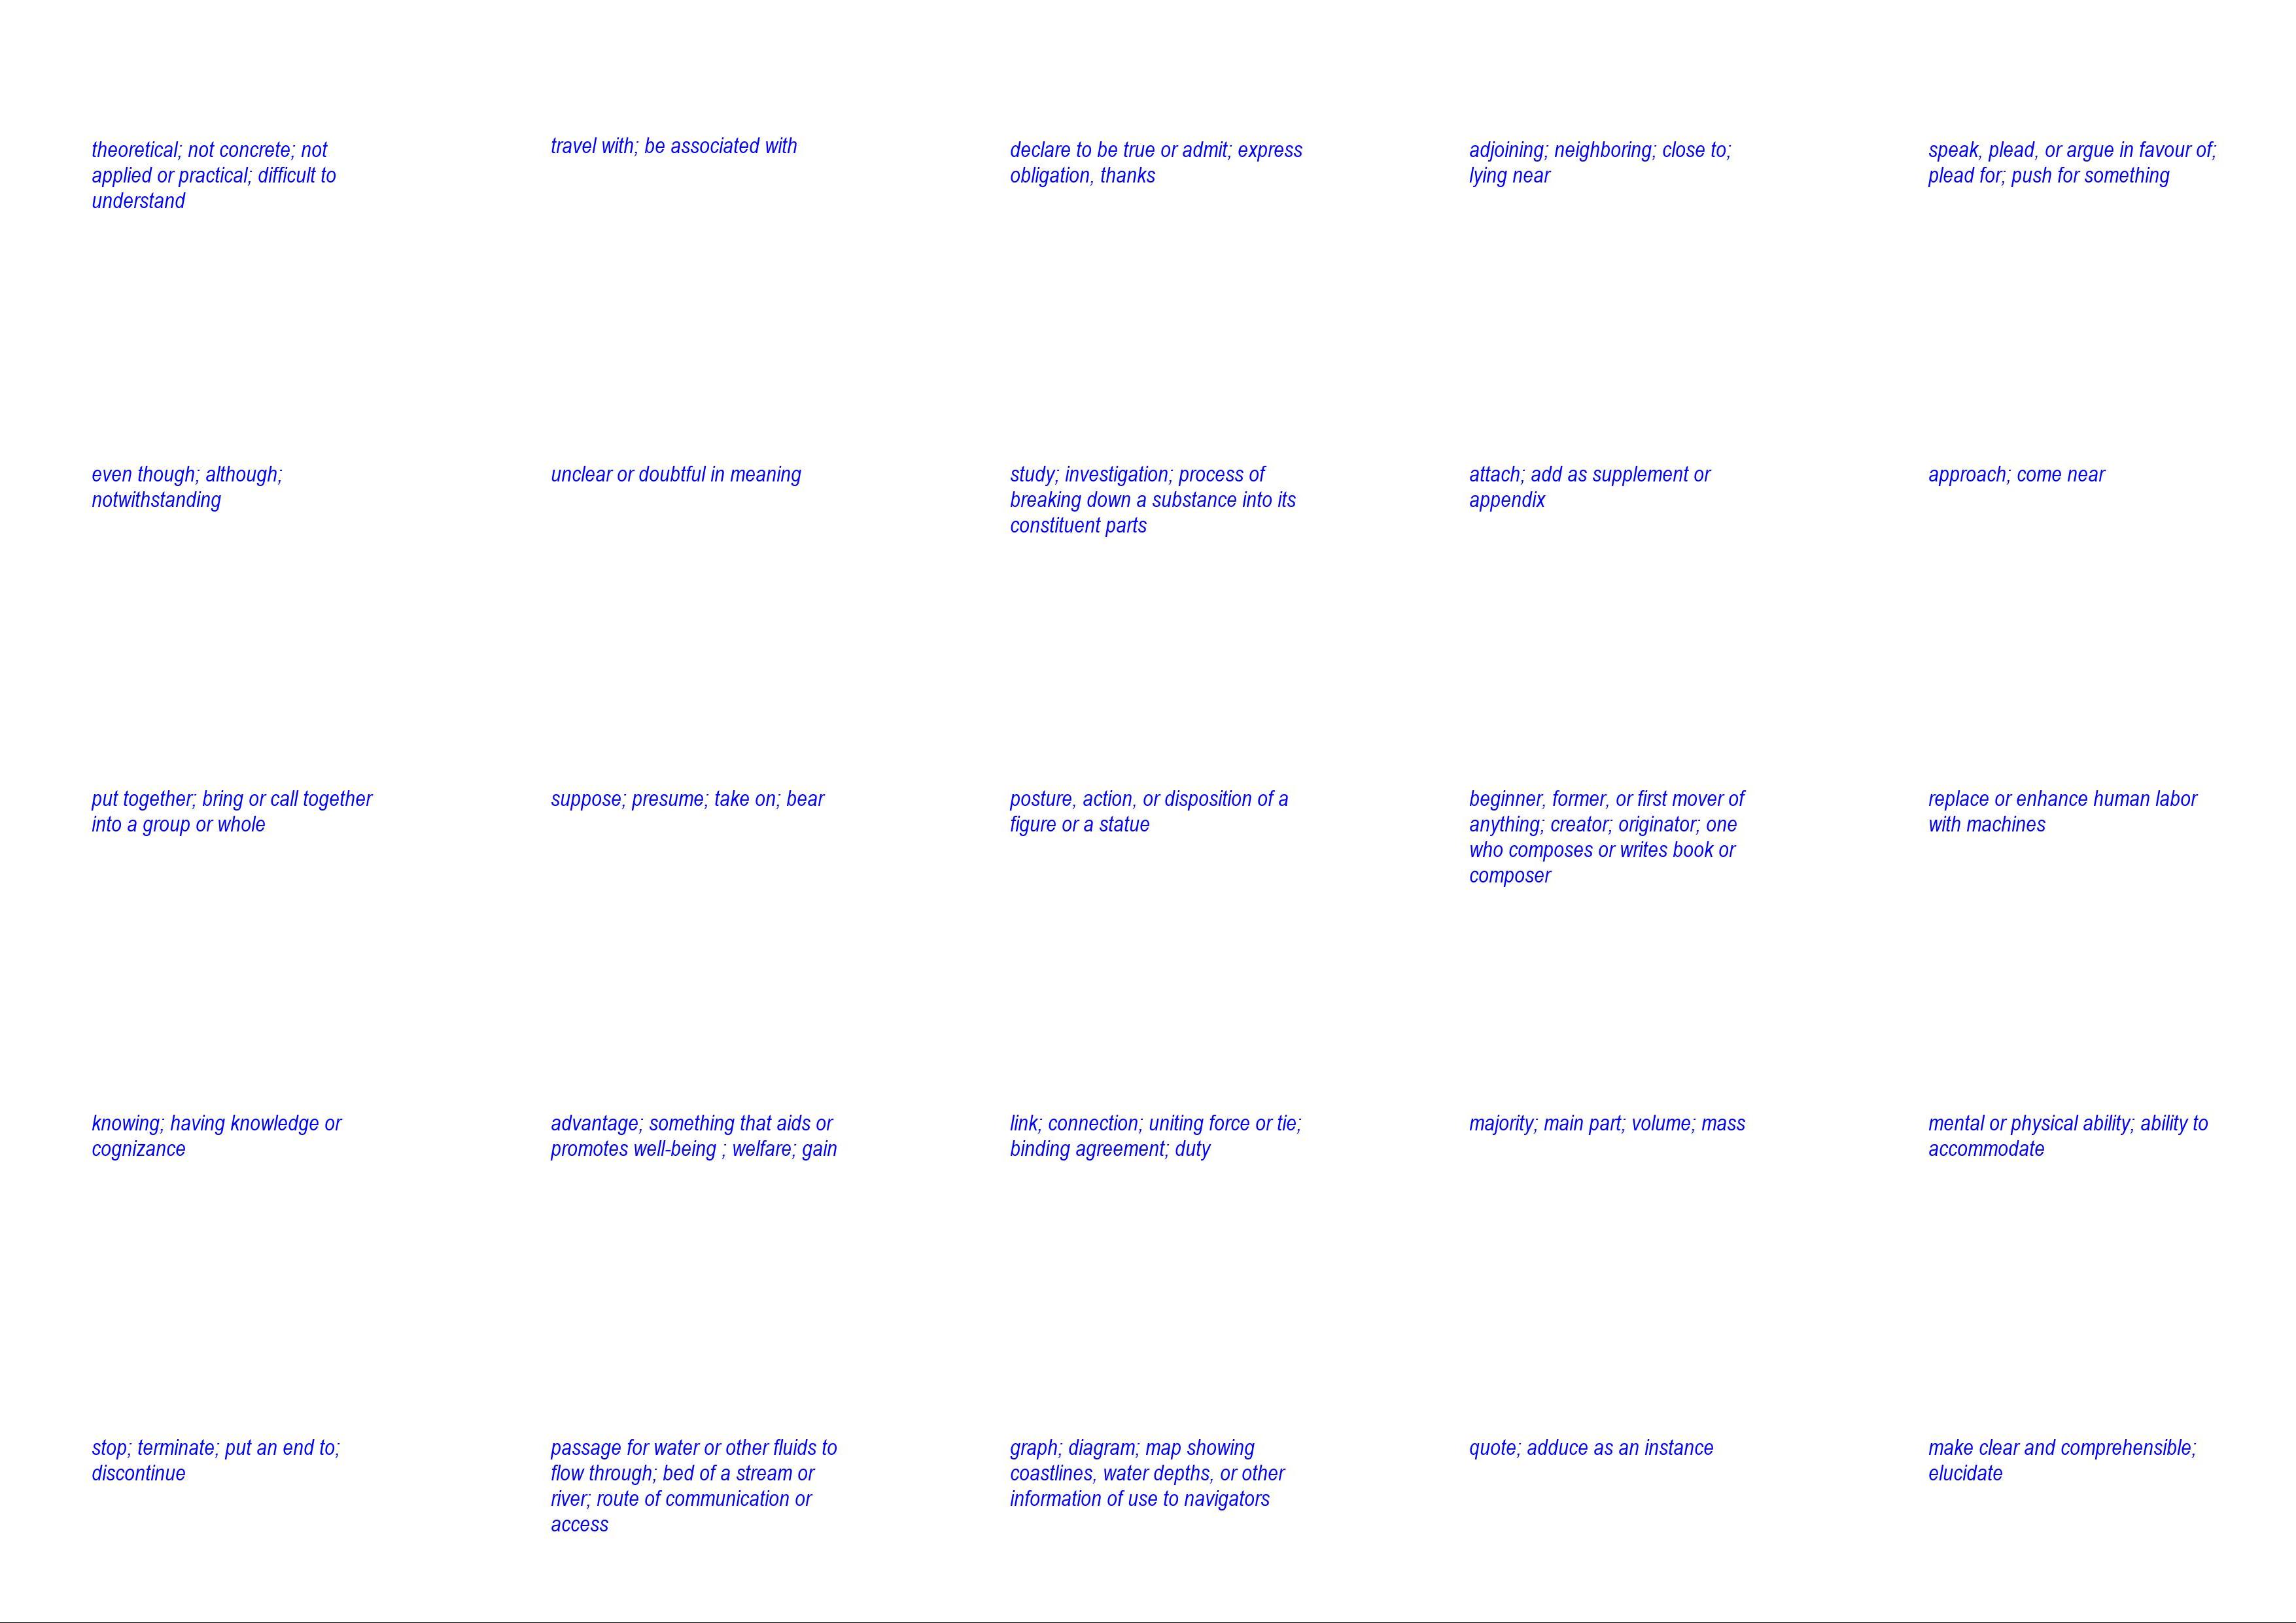 theoretical; not concrete; not
applied or practical; difficult to
understand
travel with; be associated with
declare to be true or admit; express
obligation, thanks
adjoining; neighboring; close to;
lying near
speak, plead, or argue in favour of;
plead for; push for something
even though; although;
notwithstanding
unclear or doubtful in meaning
study; investigation; process of
breaking down a substance into its
constituent parts
attach; add as supplement or
appendix
approach; come near
put together; bring or call together
into a group or whole
suppose; presume; take on; bear
posture, action, or disposition of a
figure or a statue
beginner, former, or first mover of
anything; creator; originator; one
who composes or writes book or
composer
replace or enhance human labor
with machines
knowing; having knowledge or
cognizance
advantage; something that aids or
promotes well-being ; welfare; gain
link; connection; uniting force or tie;
binding agreement; duty
majority; main part; volume; mass
mental or physical ability; ability to
accommodate
stop; terminate; put an end to;
discontinue
passage for water or other fluids to
flow through; bed of a stream or
river; route of communication or
access
graph; diagram; map showing
coastlines, water depths, or other
information of use to navigators
quote; adduce as an instance
make clear and comprehensible;
elucidate